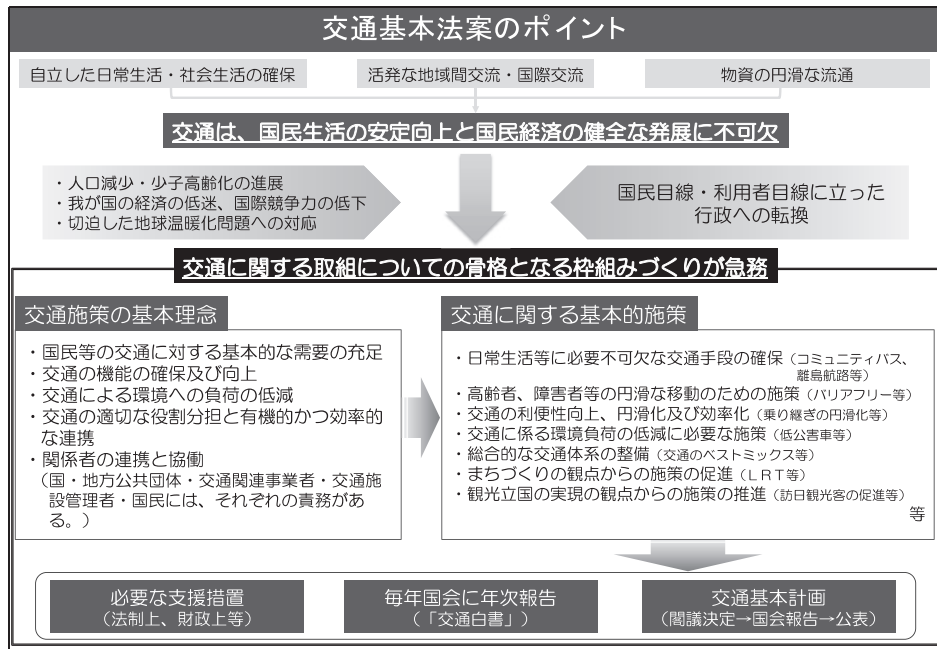 交通基本法案のポイント
自立した日常生活・社会生活の確保
活発な地域間交流・国際交流
物資の円滑な流通
交通は、国民生活の安定向上と国民経済の健全な発展に不可欠
・人口減少・少子高齢化の進展
・我が国の経済の低迷、国際競争力の低下
・切迫した地球温暖化問題への対応
国民目線・利用者目線に立った
行政への転換
交通に関する取組についての骨格となる枠組みづくりが急務
交通施策の基本理念
・国民等の交通に対する基本的な需要の充足
・交通の機能の確保及び向上
・交通による環境への負荷の低減
・交通の適切な役割分担と有機的かつ効率的
な連携
・関係者の連携と協働
（国・地方公共団体・交通関連事業者・交通施
設管理者・国民には、それぞれの責務があ
る。）
交通に関する基本的施策
・日常生活等に必要不可欠な交通手段の確保（コミュニティバス、
離島航路等）
・高齢者、障害者等の円滑な移動のための施策（バリアフリー等）
・交通の利便性向上、円滑化及び効率化（乗り継ぎの円滑化等）
・交通に係る環境負荷の低減に必要な施策（低公害車等）
・総合的な交通体系の整備（交通のベストミックス等）
・まちづくりの観点からの施策の促進（ＬＲＴ等）
・観光立国の実現の観点からの施策の推進（訪日観光客の促進等）
等
必要な支援措置
（法制上、財政上等）
毎年国会に年次報告
（「交通白書」）
交通基本計画
（閣議決定→国会報告→公表）